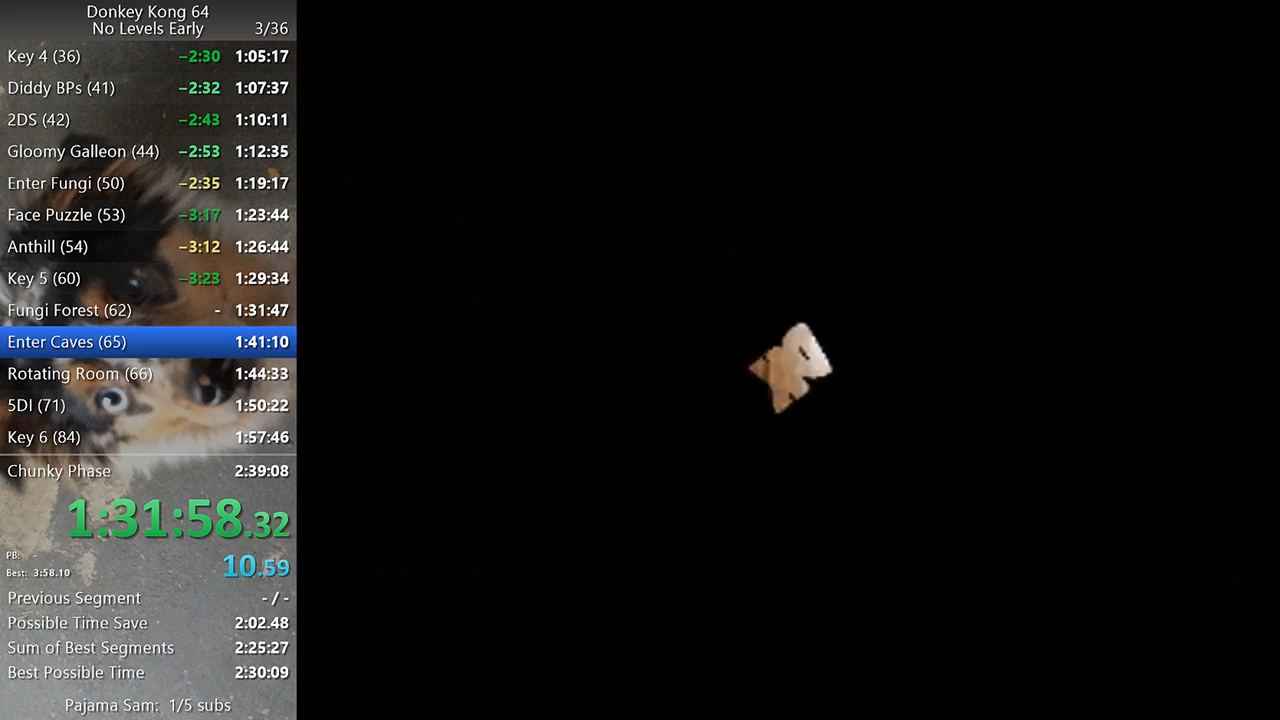 Donkey Kong 64
No Levels Early 3/36
Key 4 (36) −2:30 1:05:17
Diddy BPs (41) −2:32 1:07:37
2DS (42) −2:43 1:10:11
Gloomy Galleon (44) −2:53 1:12:35
Enter Fungi (50) −2:35 1:19:17
Face Puzzle (53) −3:17 1:23:44
Anthill (54) −3:12 1:26:44
Key 5 (60) −3:23 1:29:34
Fungi Forest (62) - 1:31:47
Enter Caves (65) 1:41:10
Rotating Room (66) 1:44:33
5DI (71) 1:50:22
Key 6 (84) 1:57:46
Chunky Phase 2:39:08
1:31:58.32
PB: -
Best: 3:58.10 10.59
Previous Segment - / -
Possible Time Save 2:02.48
Sum of Best Segments 2:25:27
Best Possible Time 2:30:09
Pajama Sam: 1/5 subs